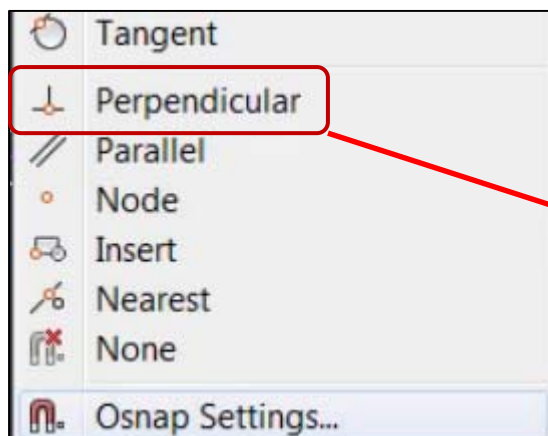 Tangent
Perpendicular
Parallel
Node
Insert
Nearest
None
Osnap Settings...